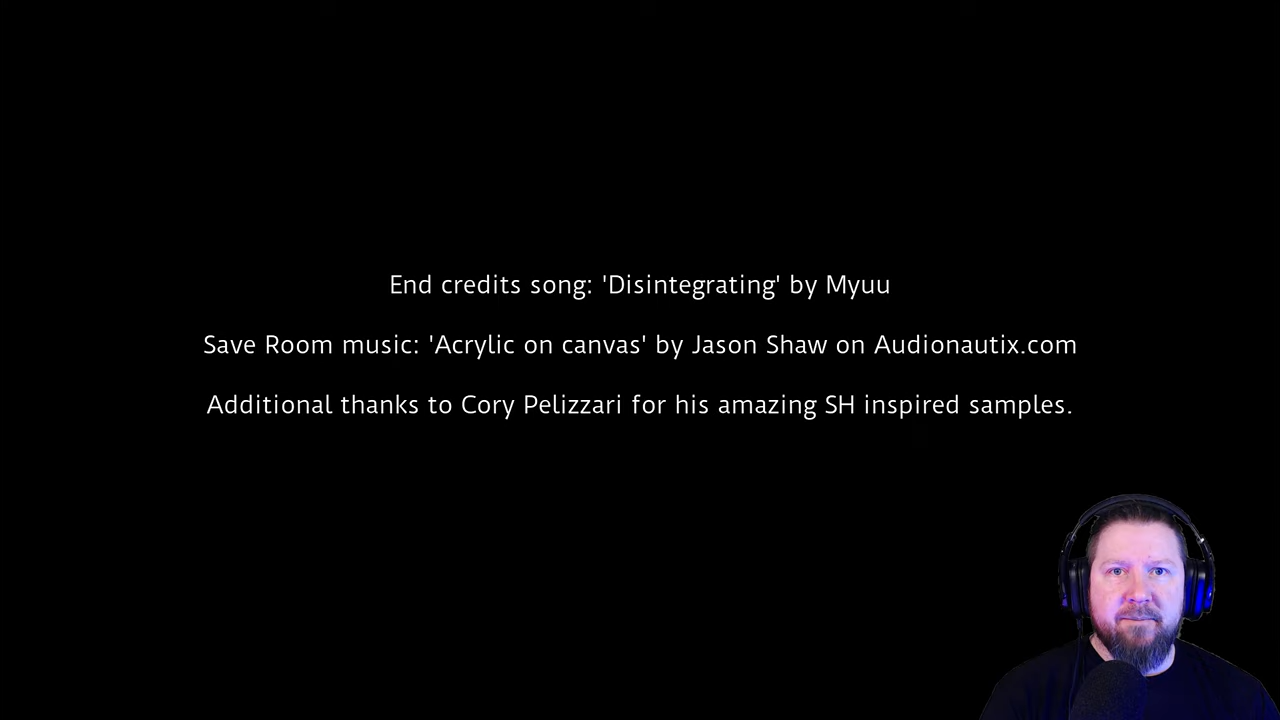 End credits song: 'Disintegrating' by Myuu
Save Room music: 'Acrylic on canvas' by Jason Shaw on Audionautix.com
Additional thanks to Cory Pelizzari for his amazing SH inspired samples.